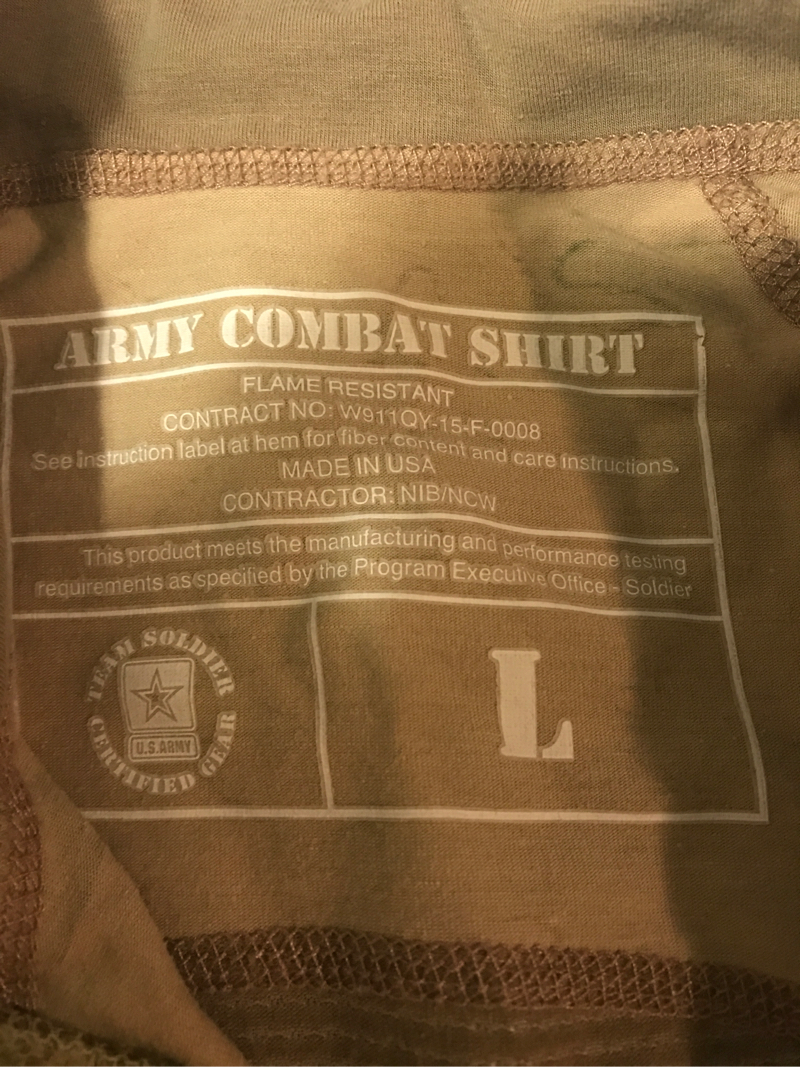 ARMY COMBAT SHIRT
FLAME RESISTANT
CONTRACT NO: W911QY-15-F-0008
See instruction label at hem for fiber content and care instructions.
MADE IN USA
CONTRACTOR: NIB/NCW
This product meets the manufacturing and performance testing
requirements as specified by the Program Executive Office - Soldier
TEAM SOLDIER
U.S.ARMY
CERTIFIED GEAR
L